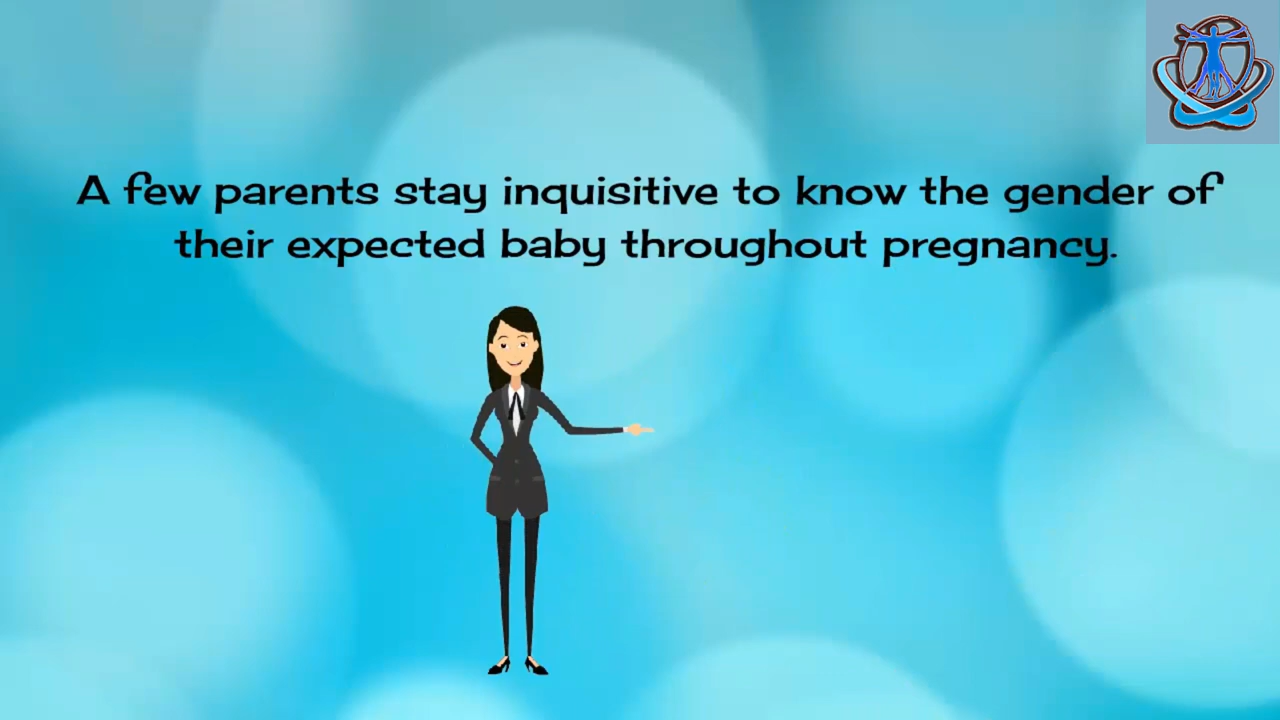 A few parents stay inquisitive to know the gender of
their expected baby throughout pregnancy.